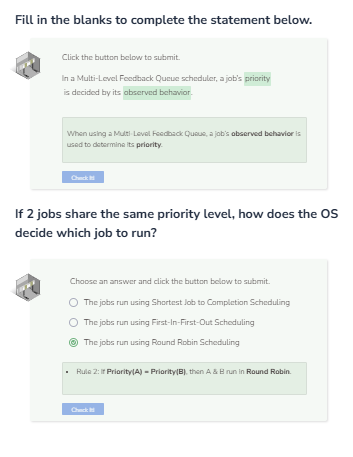 Fill in the blanks to complete the statement below.
Click the button below to submit.
In a Multi-Level Feedback Queue scheduler, a job's priority
is decided by its observed behavior.
When using a Multi-Level Feedback Queue, a job's observed behavior is
used to determine its priority.
Check It!
If 2 jobs share the same priority level, how does the OS
decide which job to run?
Choose an answer and click the button below to submit.
The jobs run using Shortest Job to Completion Scheduling
The jobs run using First-In-First-Out Scheduling
The jobs run using Round Robin Scheduling
• Rule 2: If Priority(A) = Priority(B), then A & B run in Round Robin.
Check It!